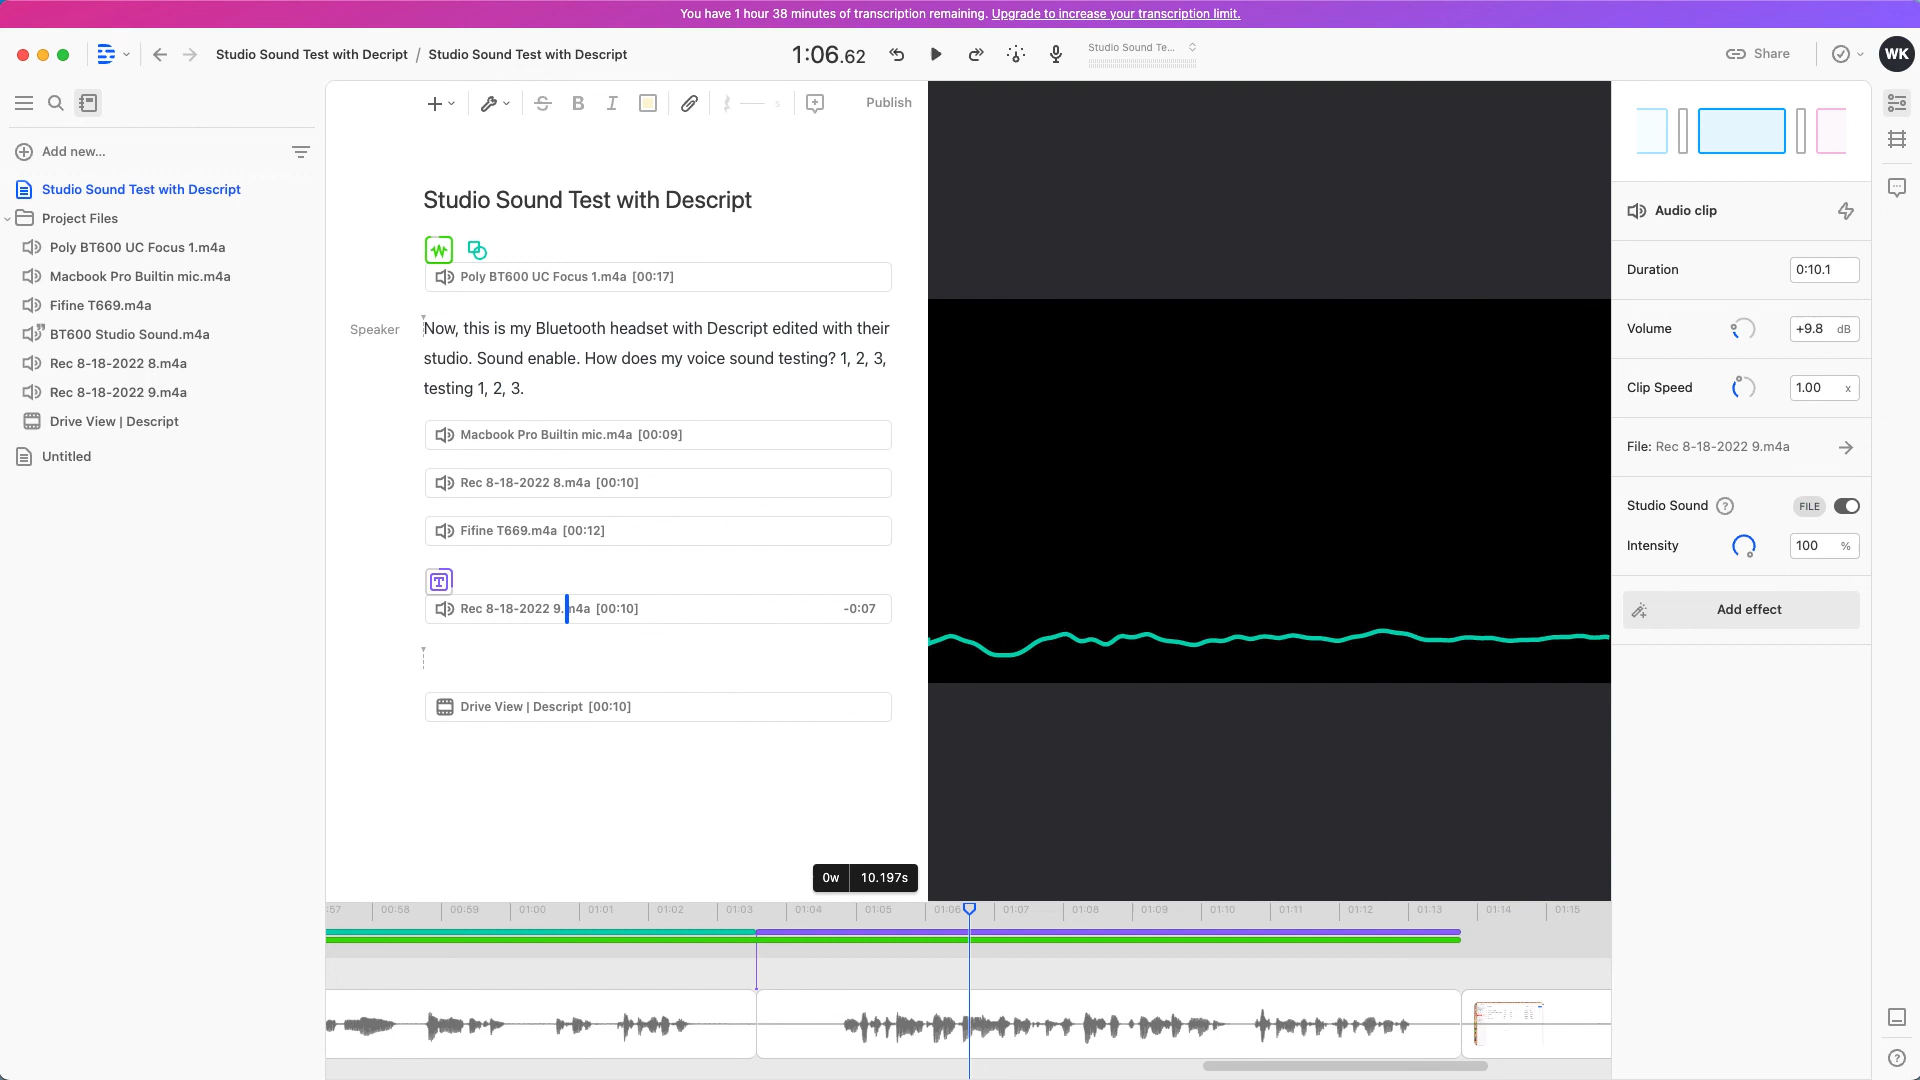 You have 1 hour 38 minutes of transcription remaining. Upgrade to increase your transcription limit.
Studio Sound Test with Decript / Studio Sound Test with Descript
1:06.62
Studio Sound Te...
Share
WK
Publish
Add new...
Studio Sound Test with Descript
Project Files
Poly BT600 UC Focus 1.m4a
Macbook Pro Builtin mic.m4a
Fifine T669.m4a
BT600 Studio Sound.m4a
Rec 8-18-2022 8.m4a
Rec 8-18-2022 9.m4a
Drive View | Descript
Untitled
Studio Sound Test with Descript
Poly BT600 UC Focus 1.m4a [00:17]
Speaker
Now, this is my Bluetooth headset with Descript edited with their
studio. Sound enable. How does my voice sound testing? 1, 2, 3,
testing 1, 2, 3.
Macbook Pro Builtin mic.m4a [00:09]
Rec 8-18-2022 8.m4a [00:10]
Fifine T669.m4a [00:12]
T
Rec 8-18-2022 9.m4a [00:10] -0:07
Drive View | Descript [00:10]
0w 10.197s
Audio clip
Duration 0:10.1
Volume +9.8 dB
Clip Speed 1.00 x
File: Rec 8-18-2022 9.m4a
Studio Sound ? FILE
Intensity 100 %
Add effect
:57 00:58 00:59 01:00 01:01 01:02 01:03 01:04 01:05 01:06 01:07 01:08 01:09 01:10 01:11 01:12 01:13 01:14 01:15